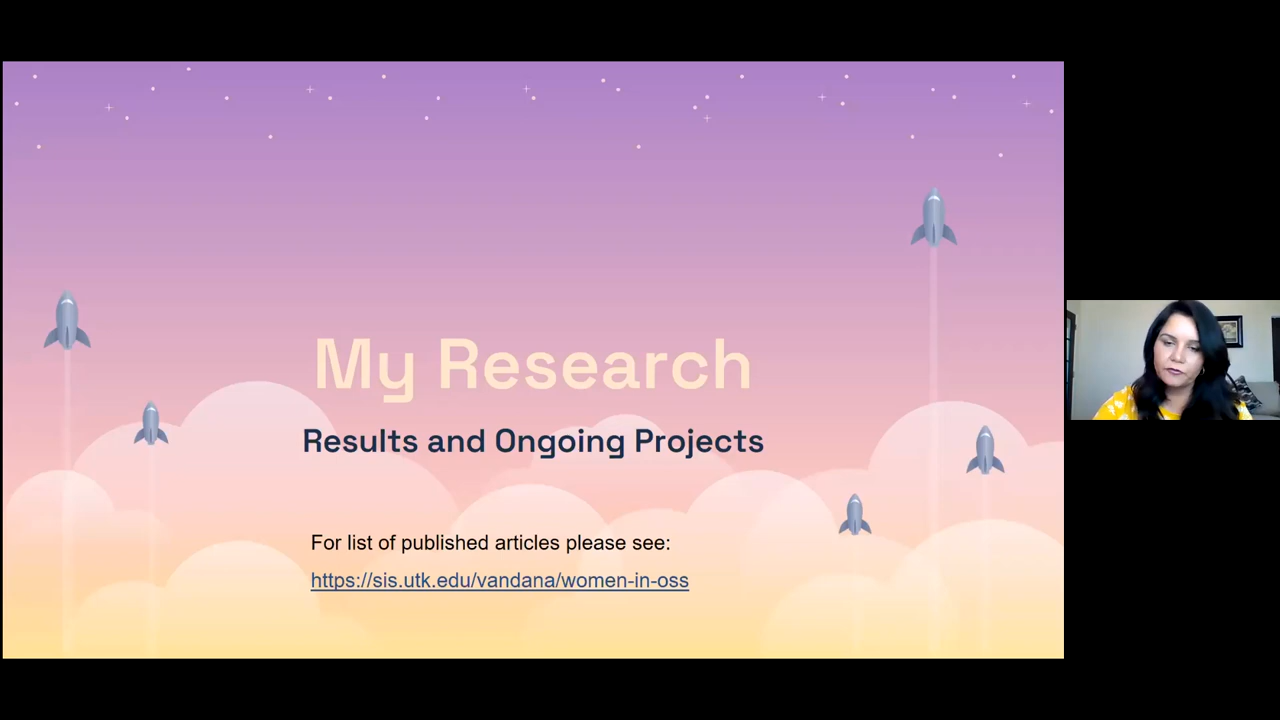 My Research
Results and Ongoing Projects
For list of published articles please see:
https://sis.utk.edu/vandana/women-in-oss